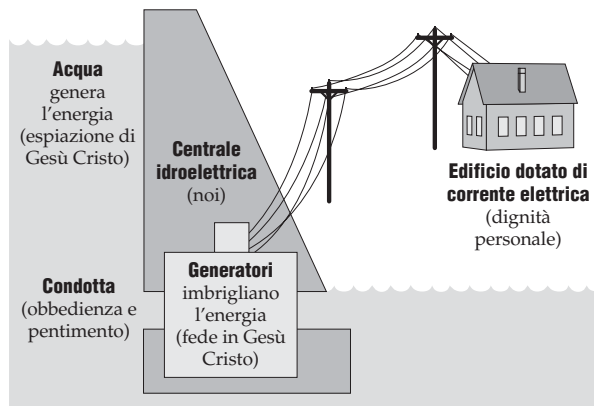 Acqua
genera
l'energia
(espiazione di
Gesù Cristo)
Centrale
idroelettrica
(noi)
Edificio dotato di
corrente elettrica
(dignità
personale)
Condotta
(obbedienza e
pentimento)
Generatori
imbrigliano
l'energia
(fede in Gesù
Cristo)